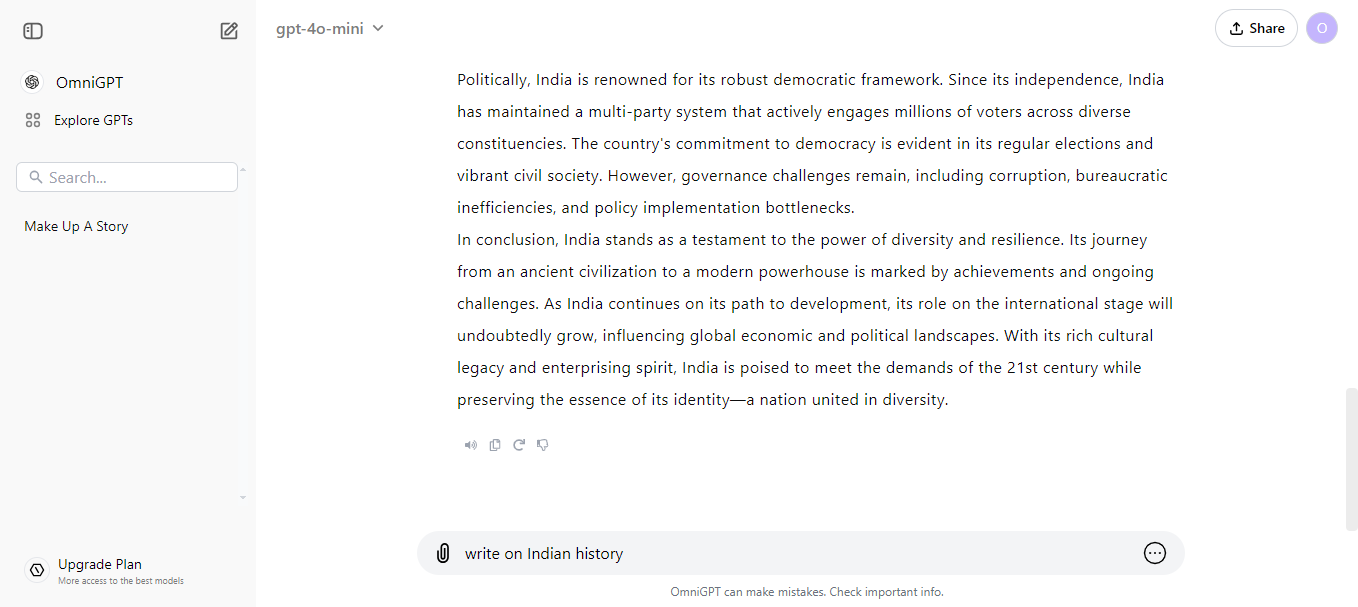 gpt-4o-mini
Share
O
OmniGPT
Explore GPTs
Search...
Make Up A Story
Upgrade Plan
More access to the best models
Politically, India is renowned for its robust democratic framework. Since its independence, India
has maintained a multi-party system that actively engages millions of voters across diverse
constituencies. The country's commitment to democracy is evident in its regular elections and
vibrant civil society. However, governance challenges remain, including corruption, bureaucratic
inefficiencies, and policy implementation bottlenecks.
In conclusion, India stands as a testament to the power of diversity and resilience. Its journey
from an ancient civilization to a modern powerhouse is marked by achievements and ongoing
challenges. As India continues on its path to development, its role on the international stage will
undoubtedly grow, influencing global economic and political landscapes. With its rich cultural
legacy and enterprising spirit, India is poised to meet the demands of the 21st century while
preserving the essence of its identity—a nation united in diversity.
write on Indian history
OmniGPT can make mistakes. Check important info.